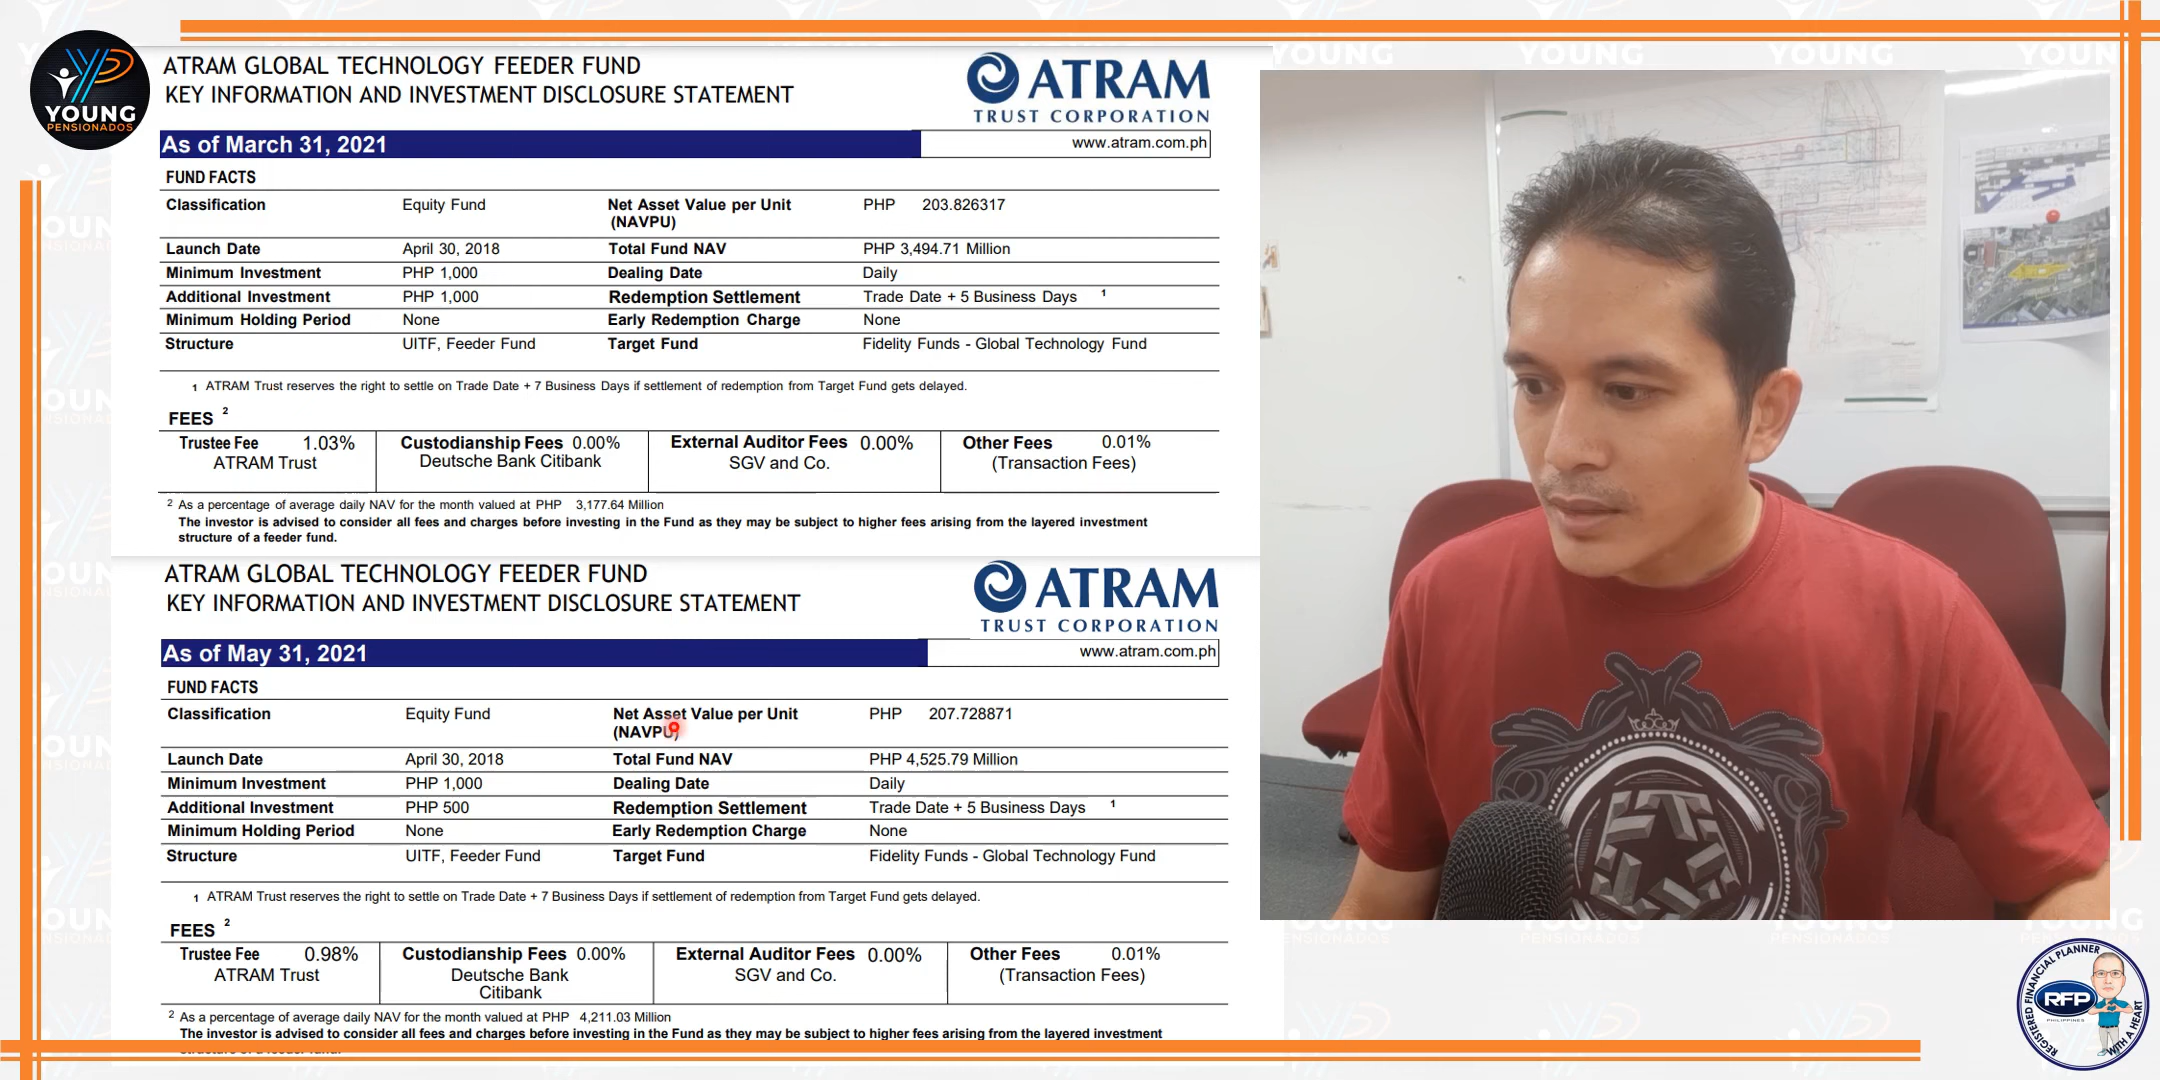 YOUNG
PENSIONADOS
ATRAM GLOBAL TECHNOLOGY FEEDER FUND
KEY INFORMATION AND INVESTMENT DISCLOSURE STATEMENT
ATRAM
TRUST CORPORATION
As of March 31, 2021
www.atram.com.ph
FUND FACTS
Classification Equity Fund Net Asset Value per Unit PHP 203.826317
(NAVPU)
Launch Date April 30, 2018 Total Fund NAV PHP 3,494.71 Million
Minimum Investment PHP 1,000 Dealing Date Daily
Additional Investment PHP 1,000 Redemption Settlement Trade Date + 5 Business Days 1
Minimum Holding Period None Early Redemption Charge None
Structure UITF, Feeder Fund Target Fund Fidelity Funds - Global Technology Fund
1 ATRAM Trust reserves the right to settle on Trade Date + 7 Business Days if settlement of redemption from Target Fund gets delayed.
FEES 2
Trustee Fee 1.03% Custodianship Fees 0.00% External Auditor Fees 0.00% Other Fees 0.01%
ATRAM Trust Deutsche Bank Citibank SGV and Co. (Transaction Fees)
2 As a percentage of average daily NAV for the month valued at PHP 3,177.64 Million
The investor is advised to consider all fees and charges before investing in the Fund as they may be subject to higher fees arising from the layered investment
structure of a feeder fund.
ATRAM GLOBAL TECHNOLOGY FEEDER FUND
KEY INFORMATION AND INVESTMENT DISCLOSURE STATEMENT
ATRAM
TRUST CORPORATION
As of May 31, 2021
www.atram.com.ph
FUND FACTS
Classification Equity Fund Net Asset Value per Unit PHP 207.728871
(NAVPU)
Launch Date April 30, 2018 Total Fund NAV PHP 4,525.79 Million
Minimum Investment PHP 1,000 Dealing Date Daily
Additional Investment PHP 500 Redemption Settlement Trade Date + 5 Business Days 1
Minimum Holding Period None Early Redemption Charge None
Structure UITF, Feeder Fund Target Fund Fidelity Funds - Global Technology Fund
1 ATRAM Trust reserves the right to settle on Trade Date + 7 Business Days if settlement of redemption from Target Fund gets delayed.
FEES 2
Trustee Fee 0.98% Custodianship Fees 0.00% External Auditor Fees 0.00% Other Fees 0.01%
ATRAM Trust Deutsche Bank SGV and Co. (Transaction Fees)
Citibank
2 As a percentage of average daily NAV for the month valued at PHP 4,211.03 Million
The investor is advised to consider all fees and charges before investing in the Fund as they may be subject to higher fees arising from the layered investment
REGISTERED FINANCIAL PLANNER
RFP
PHILIPPINES
WITH A HEART